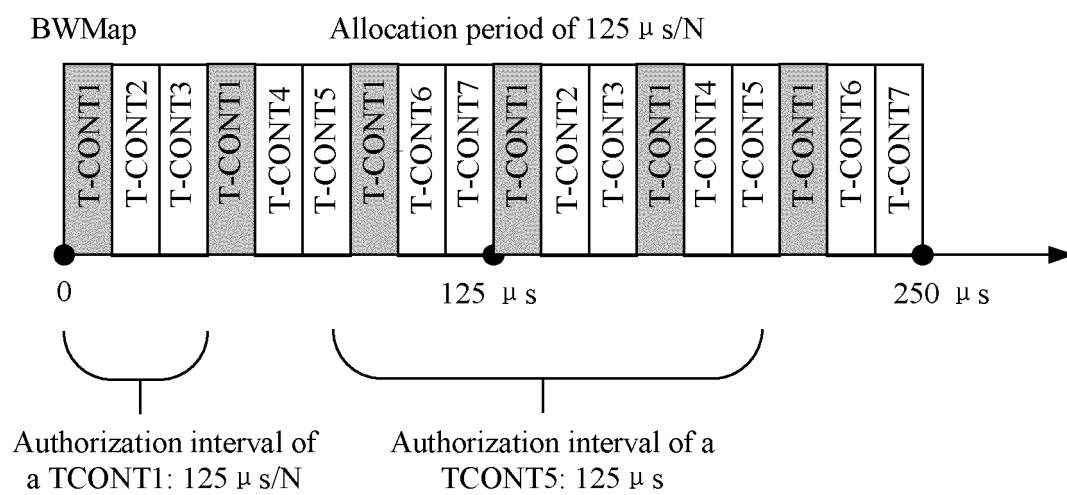 BWMap
Allocation period of 125 μ s/N
T-CONT1
T-CONT2
T-CONT3
T-CONT1
T-CONT4
T-CONT5
T-CONT1
T-CONT6
T-CONT7
T-CONT1
T-CONT2
T-CONT3
T-CONT1
T-CONT4
T-CONT5
T-CONT1
T-CONT6
T-CONT7
0
125 μ s
250 μ s
Authorization interval of
a TCONT1: 125 μ s/N
Authorization interval of a
TCONT5: 125 μ s